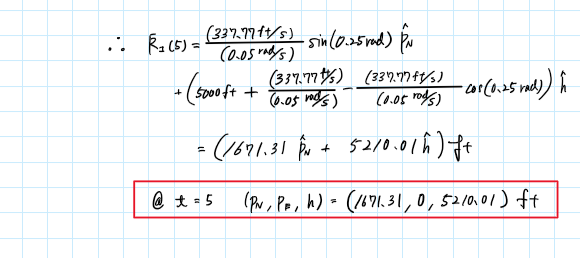 ∴ R̄_I(5) = (337.77 ft/s)/(0.05 rad/s) sin(0.25 rad) p̂_N
+ (5000 ft + (337.77 ft/s)/(0.05 rad/s) − (337.77 ft/s)/(0.05 rad/s) cos(0.25 rad)) ĥ
= (1671.31 p̂_N + 5210.01 ĥ) ft
@ t = 5 (P_N, P_E, h) = (1671.31, 0, 5210.01) ft